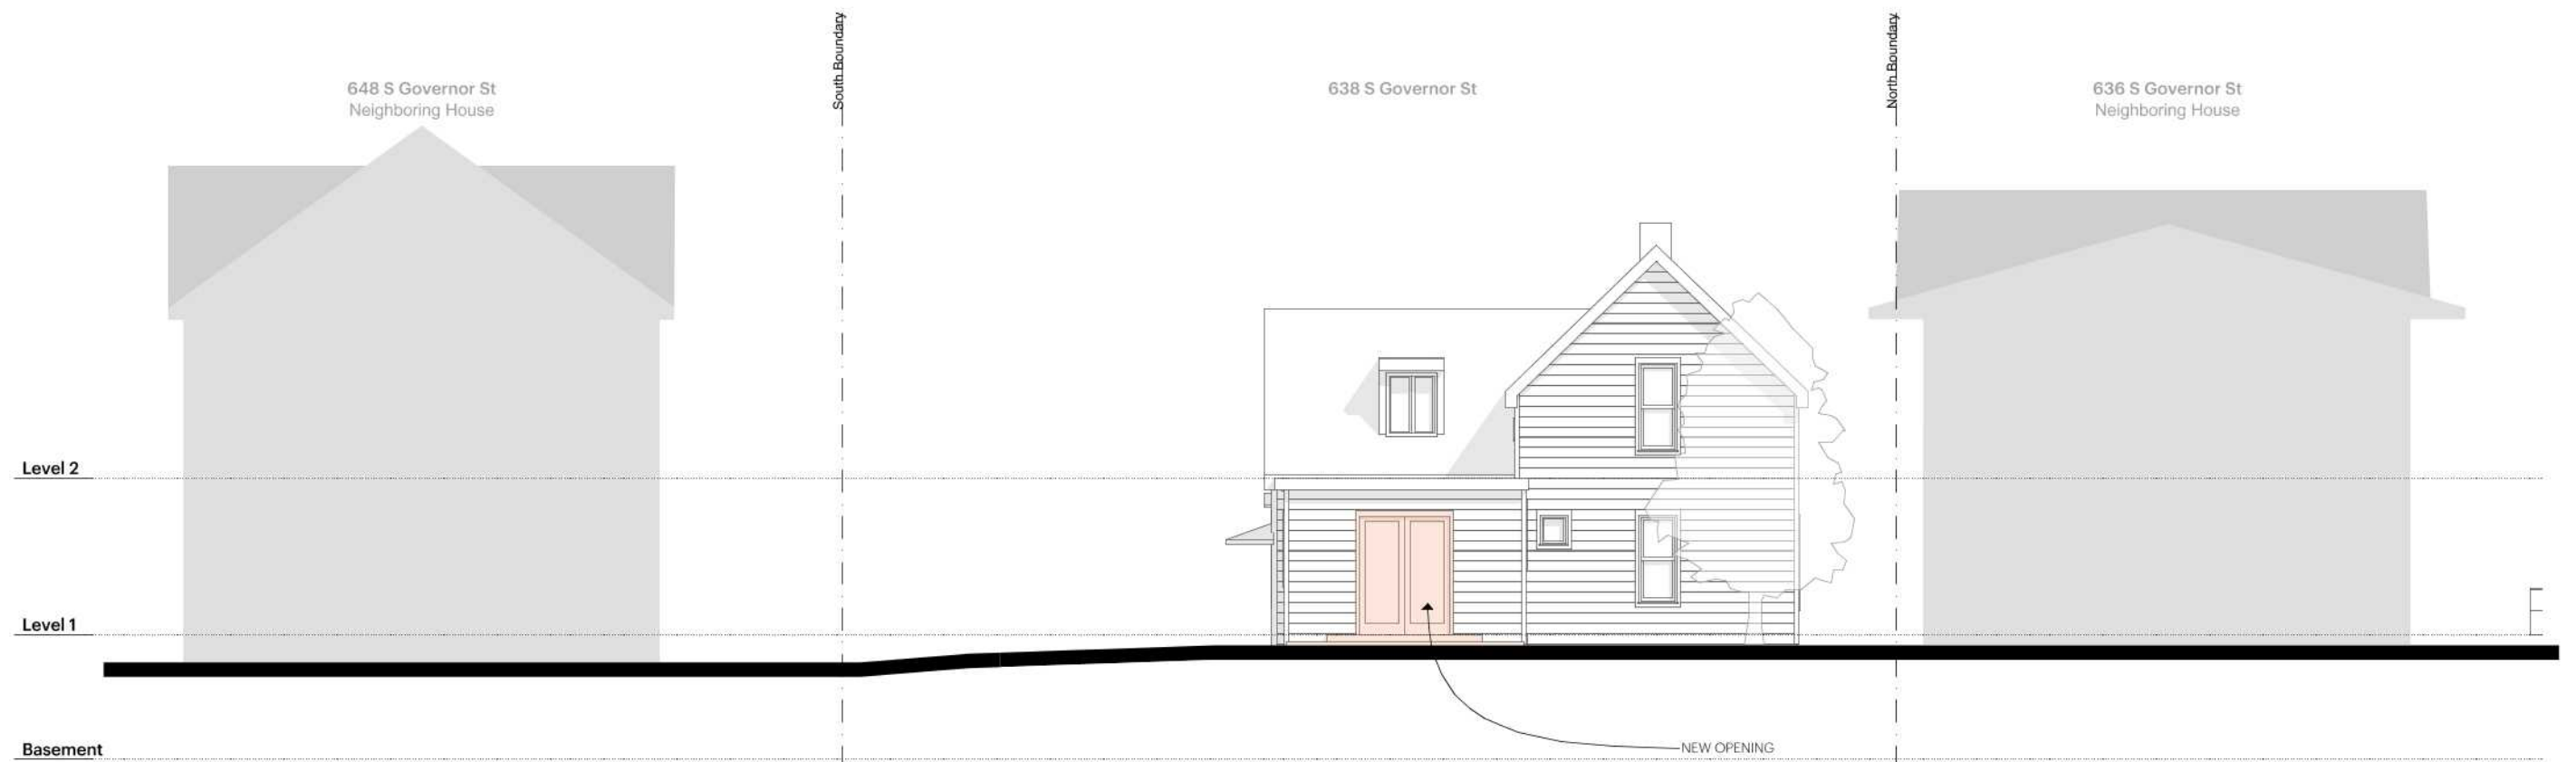 South Boundary
North Boundary
648 S Governor St
Neighboring House
638 S Governor St
636 S Governor St
Neighboring House
Level 2
Level 1
Basement
NEW OPENING